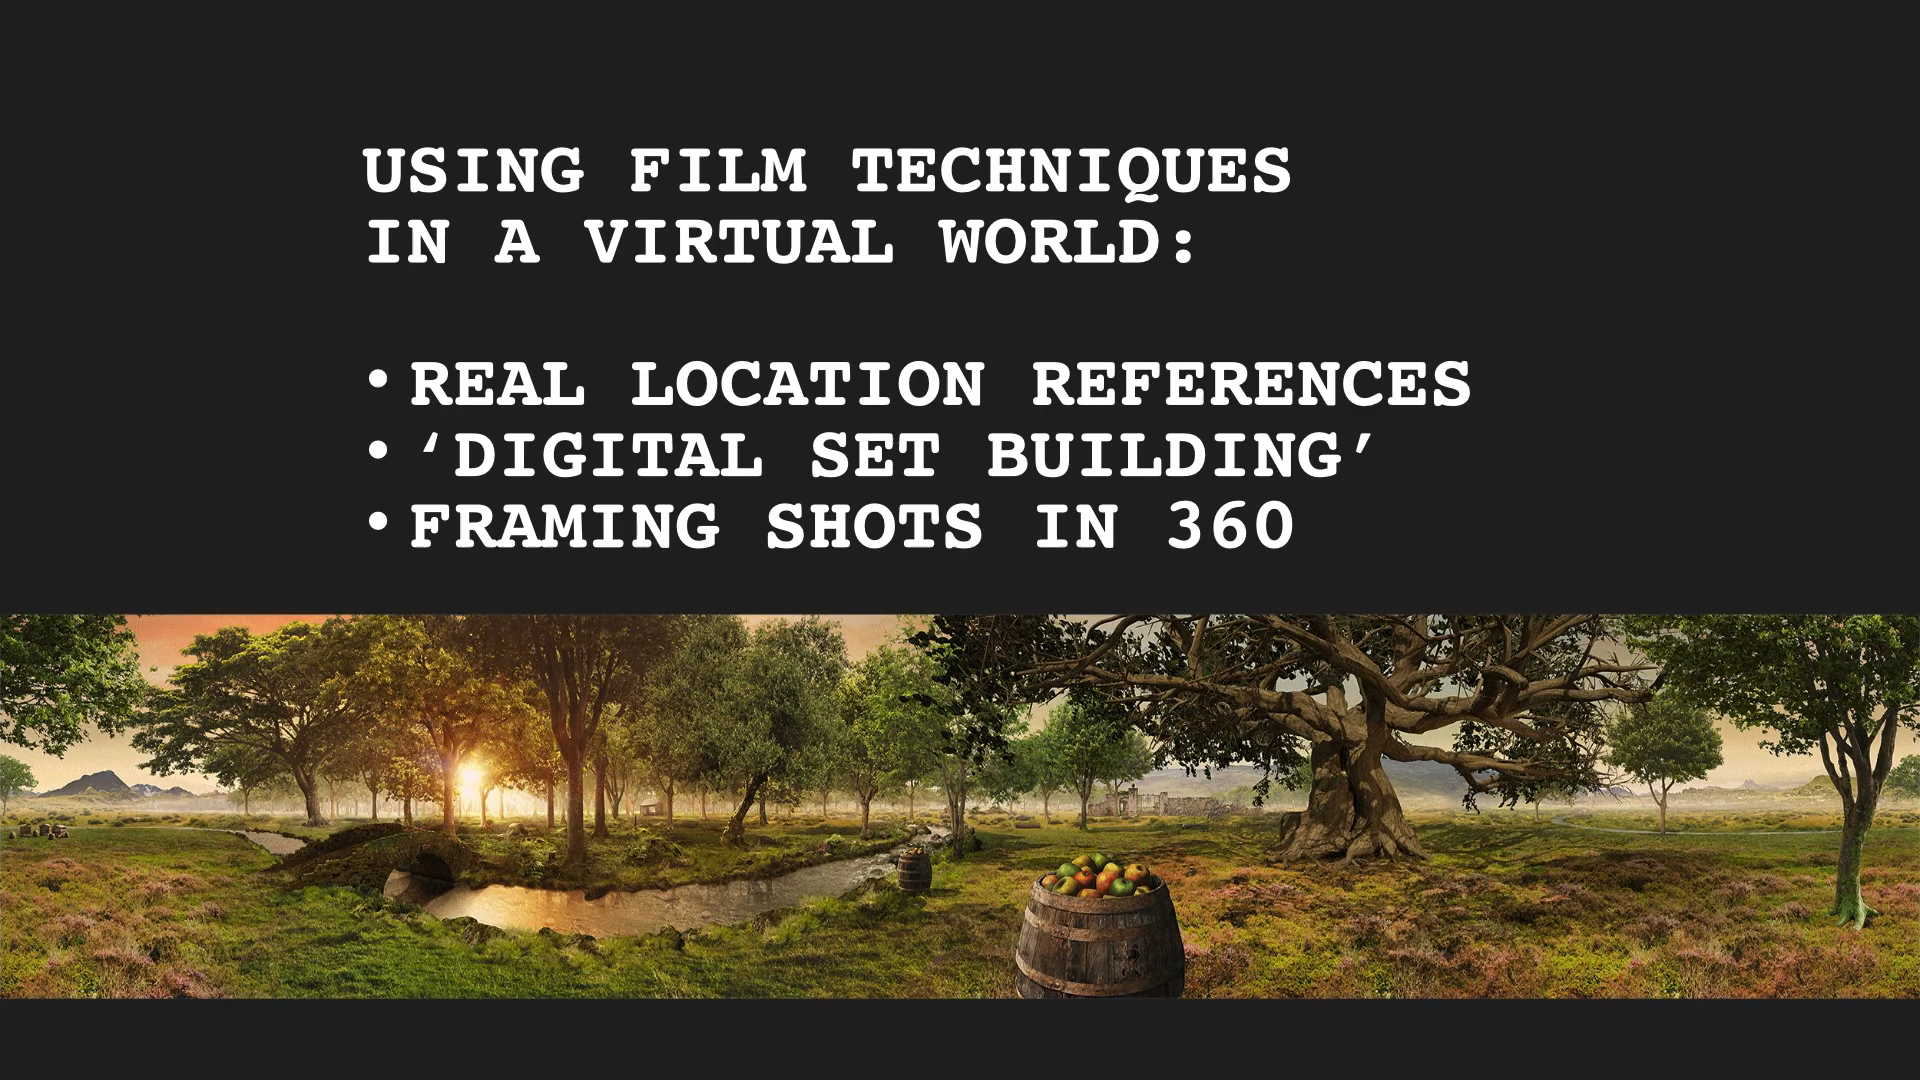 USING FILM TECHNIQUES
IN A VIRTUAL WORLD:
• REAL LOCATION REFERENCES
• ‘DIGITAL SET BUILDING’
• FRAMING SHOTS IN 360